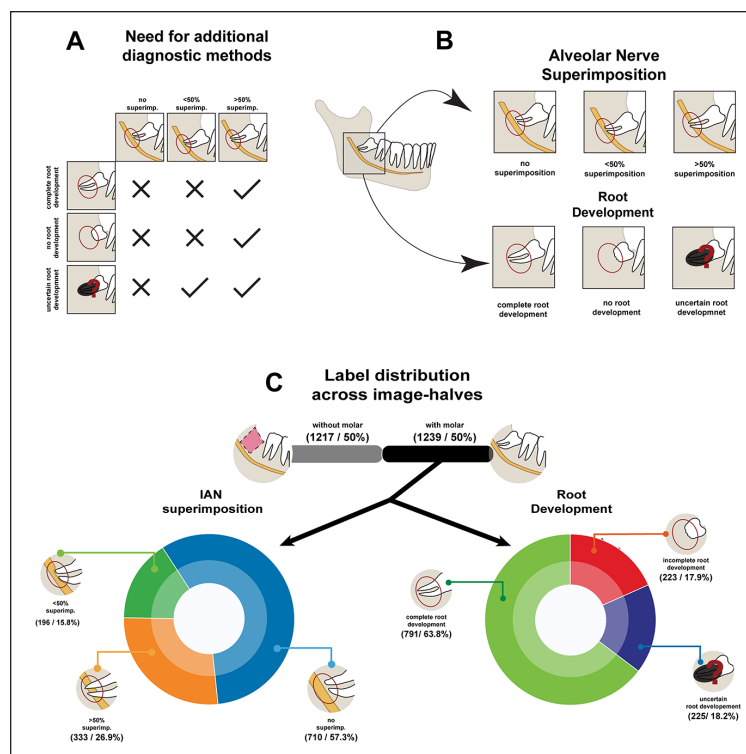 A
Need for additional
diagnostic methods
no
superimp.
<50%
superimp.
>50%
superimp.
complete root
development
no root
development
uncertain root
developmnet
B
Alveolar Nerve
Superimposition
no
superimposition
<50%
superimposition
>50%
superimposition
Root
Development
complete root
development
no root
development
uncertain root
developmnet
C
Label distribution
across image-halves
without molar
(1217 / 50%)
with molar
(1239 / 50%)
IAN
superimposition
<50%
superimp.
(196 / 15.8%)
>50%
superimp.
(333 / 26.9%)
no
superimp.
(710 / 57.3%)
Root
Development
incomplete root
development
(223 / 17.9%)
complete root
development
(791/ 63.8%)
uncertain
root developement
(225/ 18.2%)